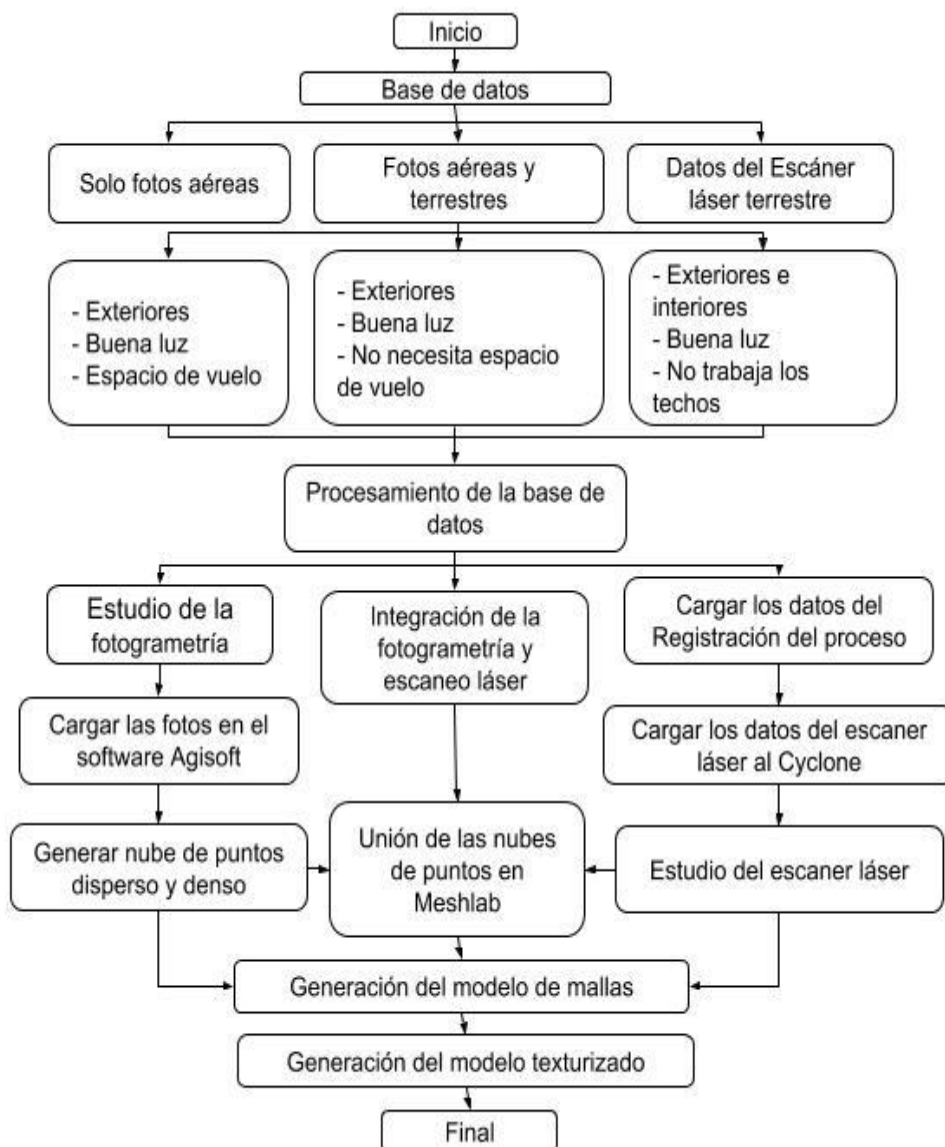 Inicio
Base de datos
Solo fotos aéreas
Fotos aéreas y
terrestres
Datos del Escáner
láser terrestre
- Exteriores
- Buena luz
- Espacio de vuelo
- Exteriores
- Buena luz
- No necesita espacio
de vuelo
- Exteriores e
interiores
- Buena luz
- No trabaja los
techos
Procesamiento de la base de
datos
Estudio de la
fotogrametría
Integración de la
fotogrametría y
escaneo láser
Cargar los datos del
Registración del proceso
Cargar las fotos en el
software Agisoft
Cargar los datos del escaner
láser al Cyclone
Generar nube de puntos
disperso y denso
Unión de las nubes
de puntos en
Meshlab
Estudio del escaner láser
Generación del modelo de mallas
Generación del modelo texturizado
Final